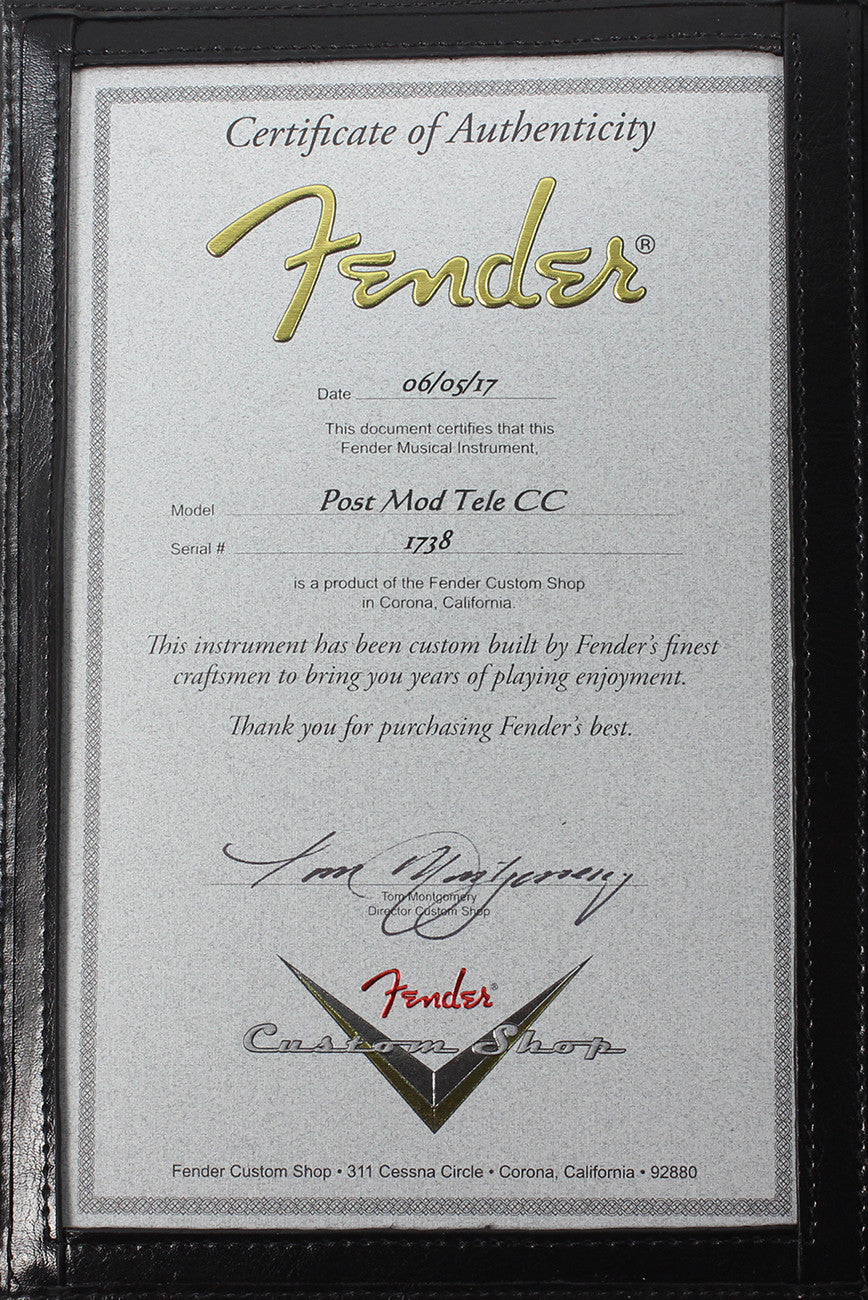 Certificate of Authenticity
Fender®
Date 06/05/17
This document certifies that this
Fender Musical Instrument,
Model Post Mod Tele CC
Serial # 1738
is a product of the Fender Custom Shop
in Corona, California.
This instrument has been custom built by Fender's finest
craftsmen to bring you years of playing enjoyment.
Thank you for purchasing Fender's best.
Tom Montgomery
Tom Montgomery
Director Custom Shop
Fender®
Custom Shop
Fender Custom Shop • 311 Cessna Circle • Corona, California • 92880